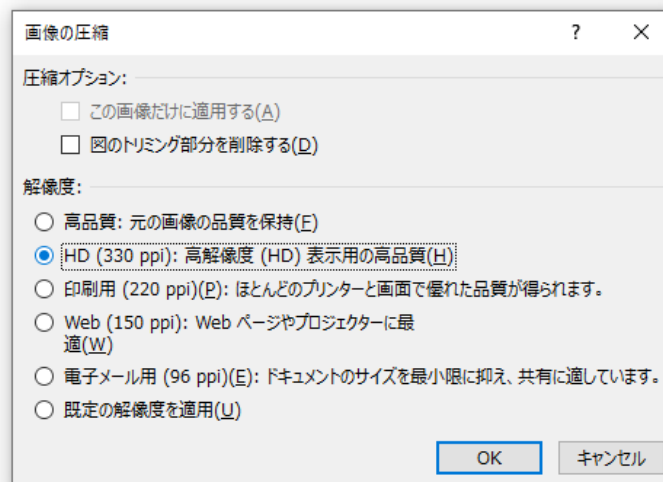 画像の圧縮 ?
圧縮オプション:
この画像だけに適用する(A)
図のトリミング部分を削除する(D)
解像度:
高品質: 元の画像の品質を保持(F)
HD (330 ppi): 高解像度 (HD) 表示用の高品質(H)
印刷用 (220 ppi)(P): ほとんどのプリンターと画面で優れた品質が得られます。
Web (150 ppi): Web ページやプロジェクターに最
適(W)
電子メール用 (96 ppi)(E): ドキュメントのサイズを最小限に抑え、共有に適しています。
既定の解像度を適用(U)
OK キャンセル